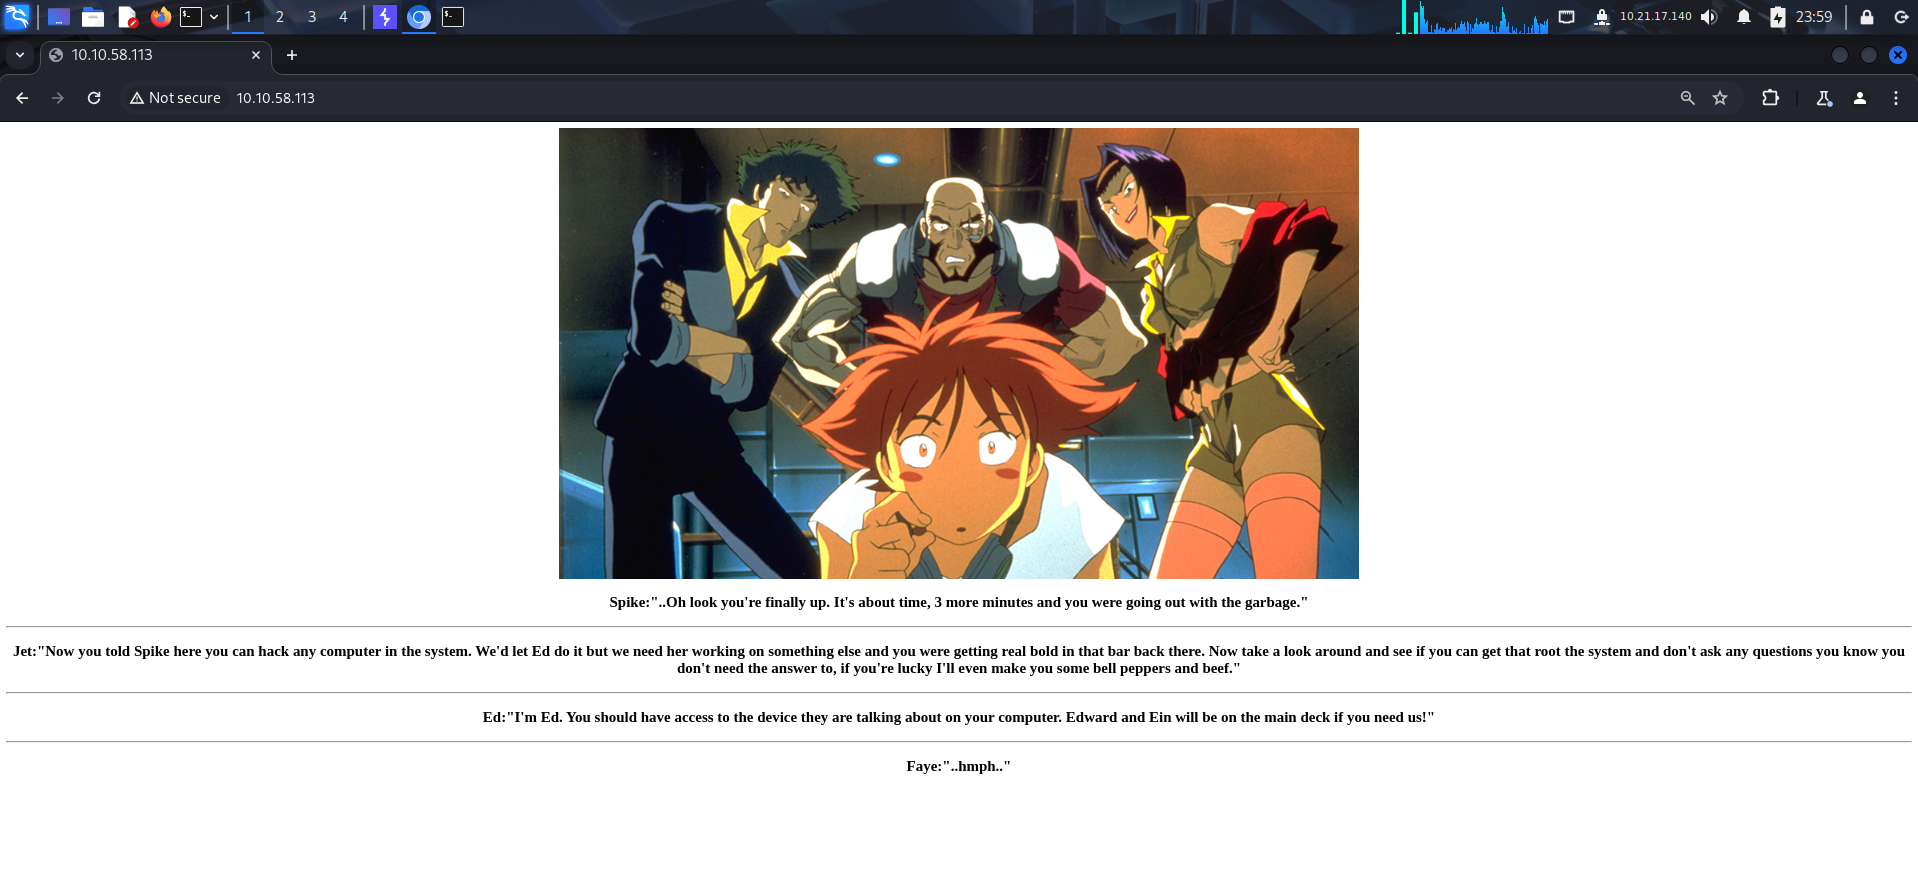 1 2 3 4 10.21.17.140 23:59
10.10.58.113
Not secure 10.10.58.113
Spike:"..Oh look you're finally up. It's about time, 3 more minutes and you were going out with the garbage."
Jet:"Now you told Spike here you can hack any computer in the system. We'd let Ed do it but we need her working on something else and you were getting real bold in that bar back there. Now take a look around and see if you can get that root the system and don't ask any questions you know you
don't need the answer to, if you're lucky I'll even make you some bell peppers and beef."
Ed:"I'm Ed. You should have access to the device they are talking about on your computer. Edward and Ein will be on the main deck if you need us!"
Faye:"..hmph.."